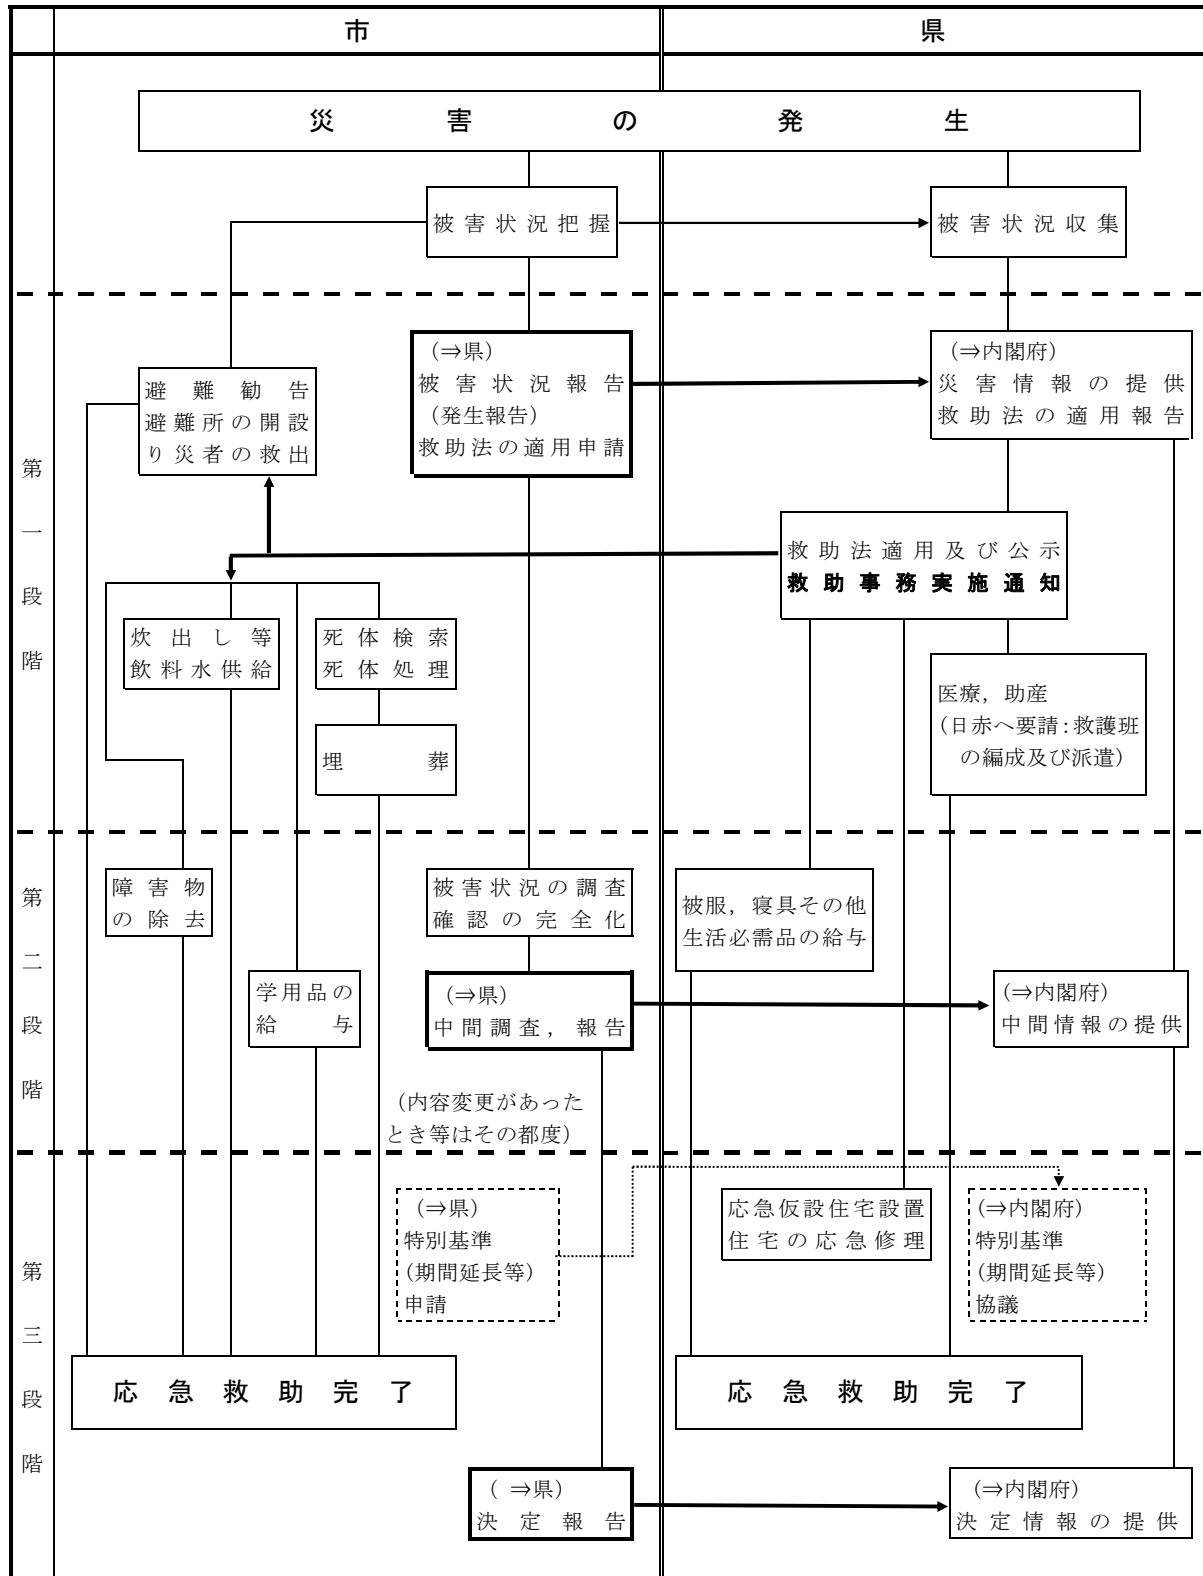 市
県
災害の発生
被害状況把握
被害状況収集
第一段階
(⇒県)
被害状況報告
(発生報告)
救助法の適用申請
(⇒内閣府)
災害情報の提供
救助法の適用報告
避難勧告
避難所の開設
り災者の救出
救助法適用及び公示
救助事務実施通知
炊出し等
飲料水供給
死体検索
死体処理
埋葬
医療，助産
(日赤へ要請:救護班
の編成及び派遣)
第二段階
障害物
の除去
被害状況の調査
確認の完全化
被服，寝具その他
生活必需品の給与
学用品の
給与
(⇒県)
中間調査，報告
(⇒内閣府)
中間情報の提供
(内容変更があった
とき等はその都度)
第三段階
(⇒県)
特別基準
(期間延長等)
申請
応急仮設住宅設置
住宅の応急修理
(⇒内閣府)
特別基準
(期間延長等)
協議
応急救助完了
応急救助完了
( ⇒県)
決定報告
(⇒内閣府)
決定情報の提供